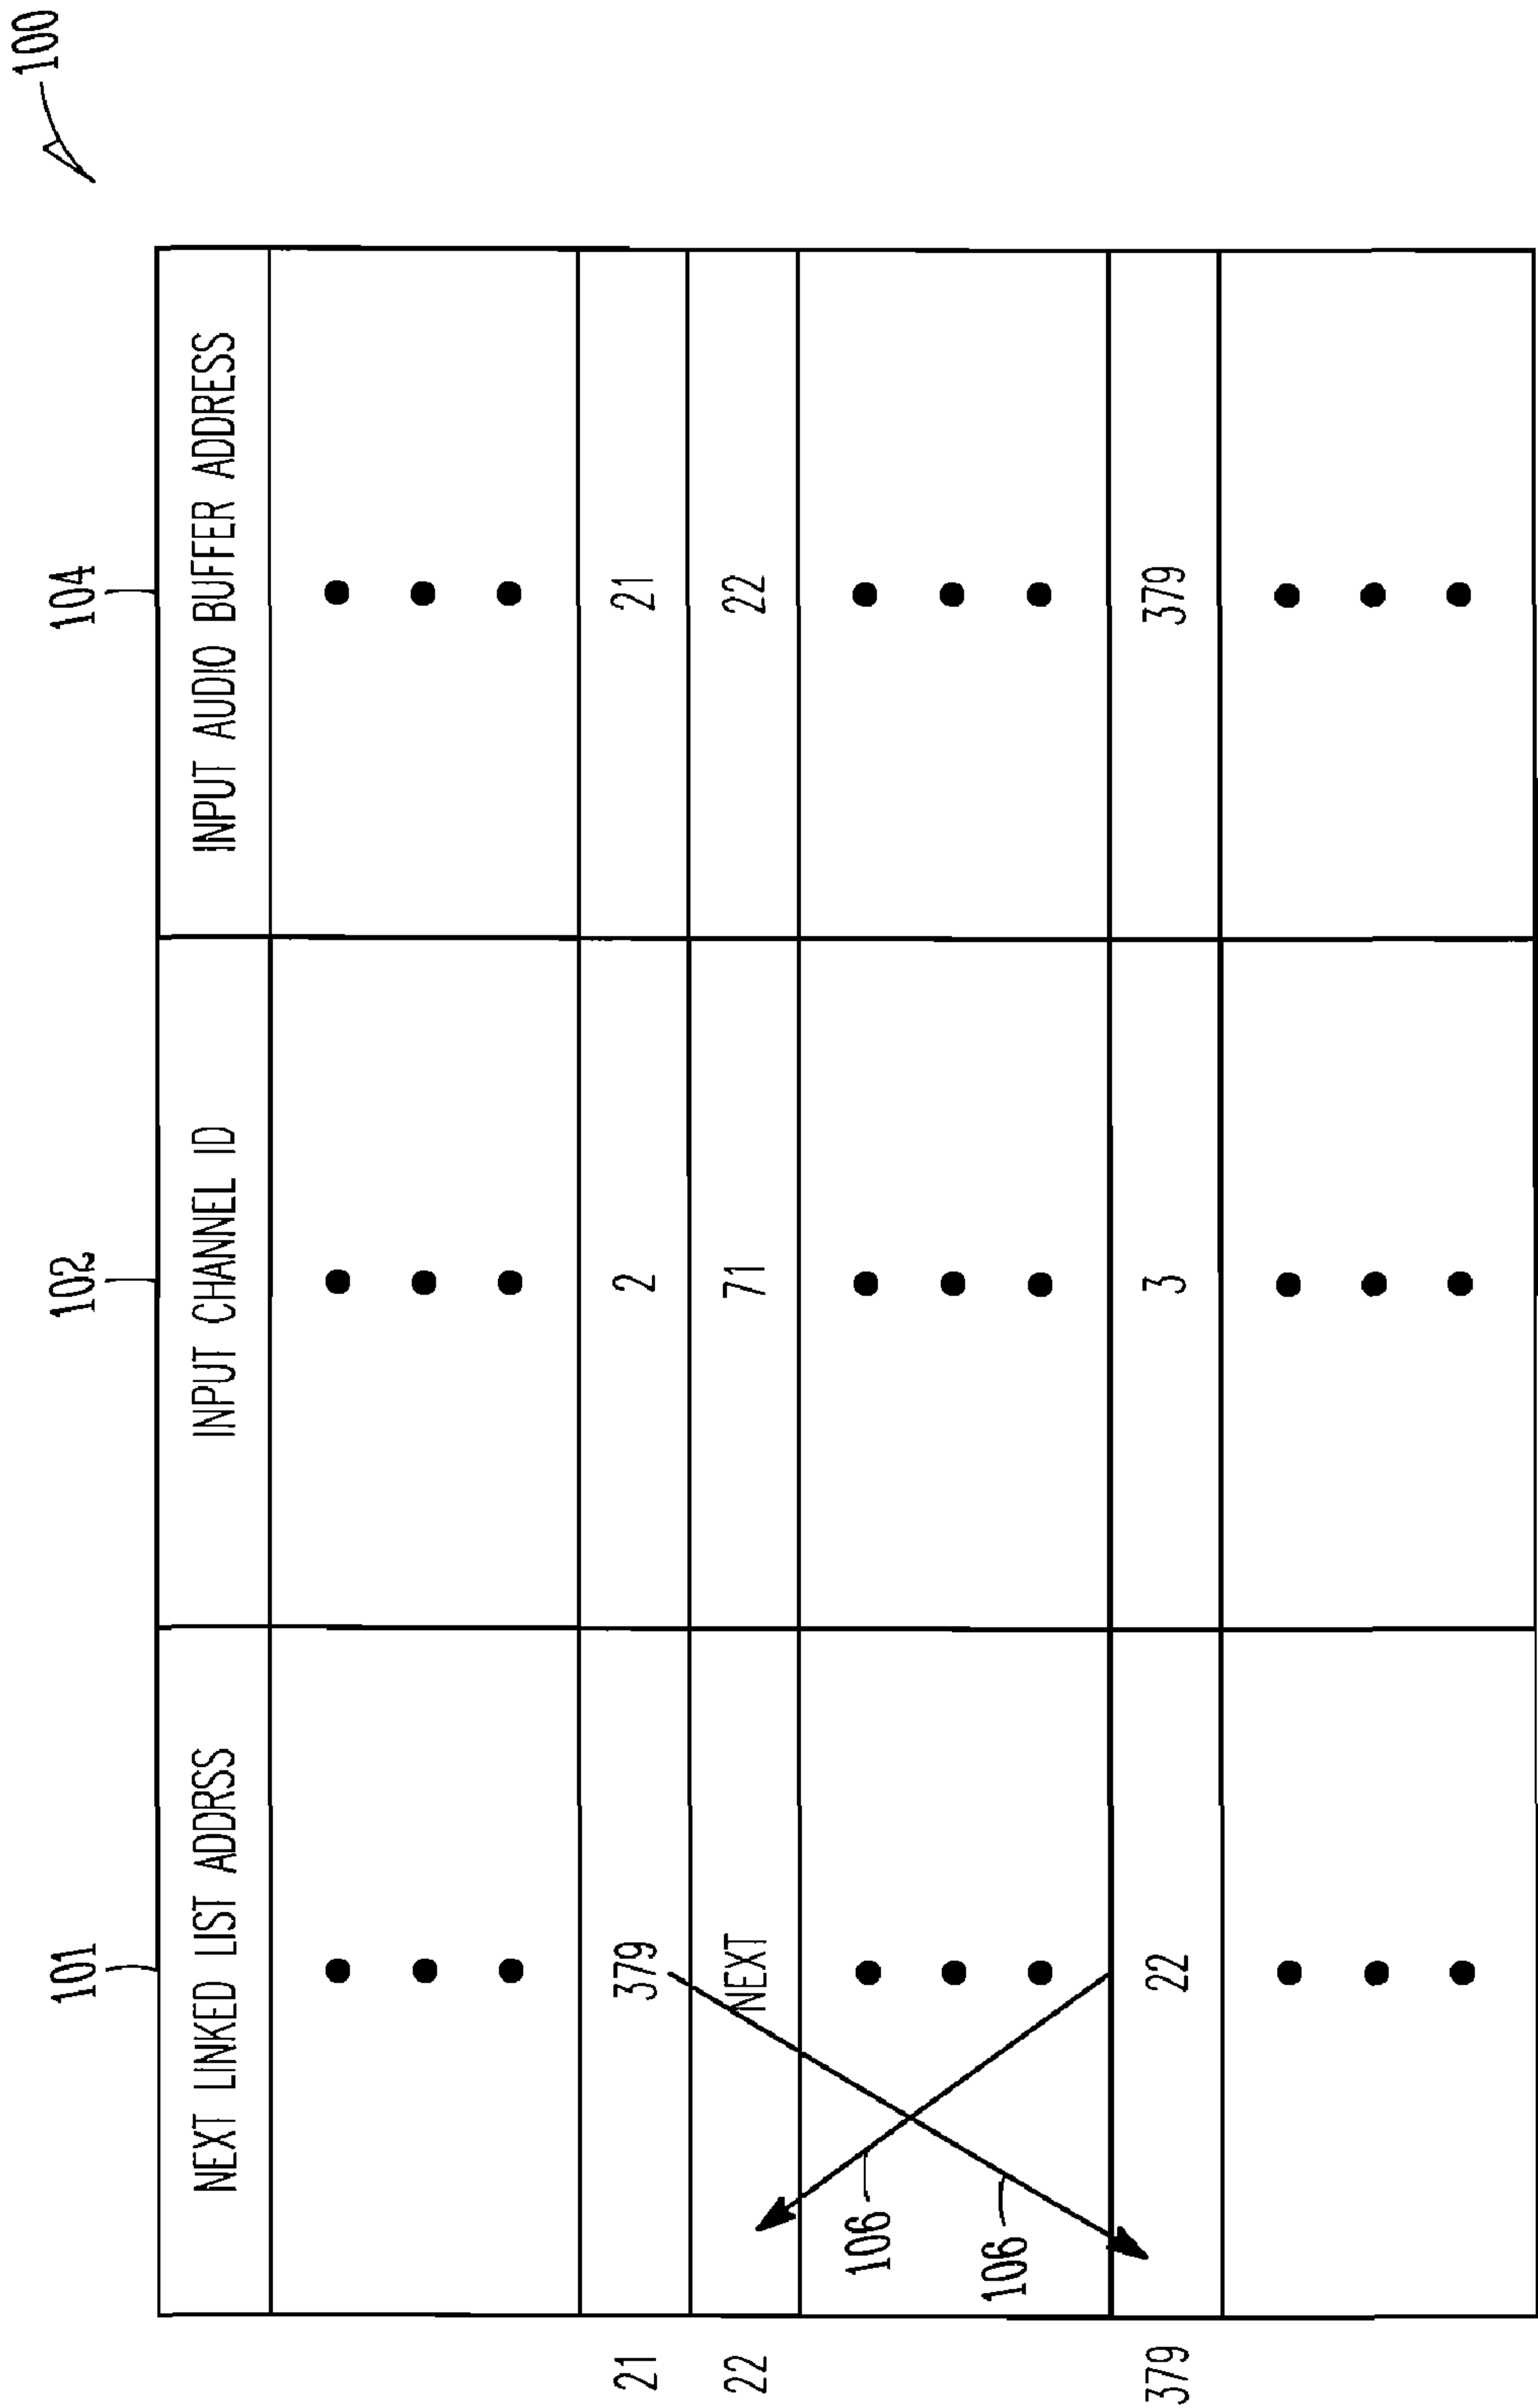 100
101 102 104
NEXT LINKED LIST ADDRSS INPUT CHANNEL ID INPUT AUDIO BUFFER ADDRESS
21 379 2 21
22 NEXT 71 22
106
106
379 22 3 379